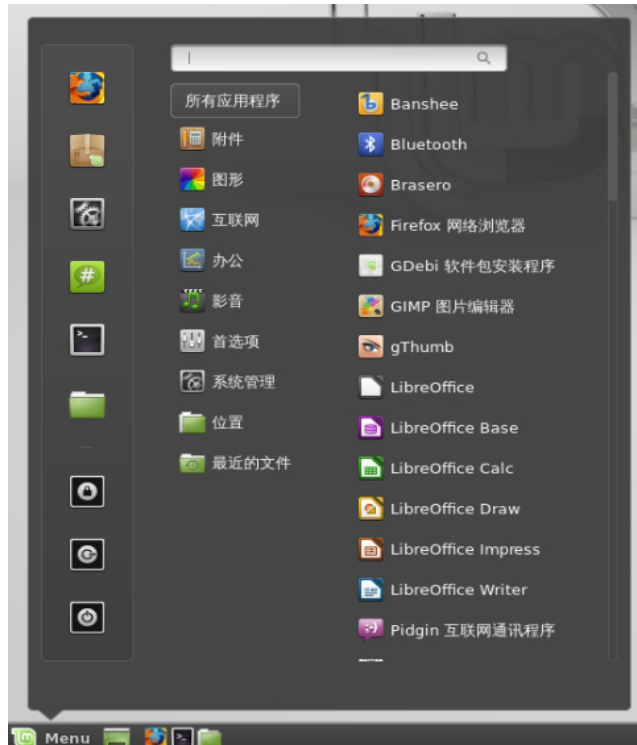 所有应用程序
附件
图形
互联网
办公
影音
首选项
系统管理
位置
最近的文件
Banshee
Bluetooth
Brasero
Firefox 网络浏览器
GDebi 软件包安装程序
GIMP 图片编辑器
gThumb
LibreOffice
LibreOffice Base
LibreOffice Calc
LibreOffice Draw
LibreOffice Impress
LibreOffice Writer
Pidgin 互联网通讯程序
Menu